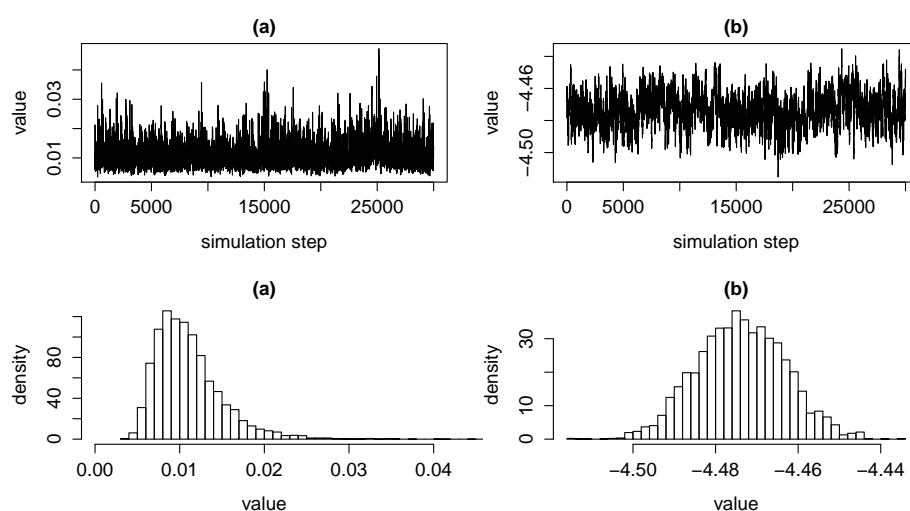 (a)
value
0.01 0.03
0 5000 15000 25000
simulation step
(b)
value
−4.50 −4.46
0 5000 15000 25000
simulation step
(a)
density
0 40 80
0.00 0.01 0.02 0.03 0.04
value
(b)
density
0 10 30
−4.50 −4.48 −4.46 −4.44
value